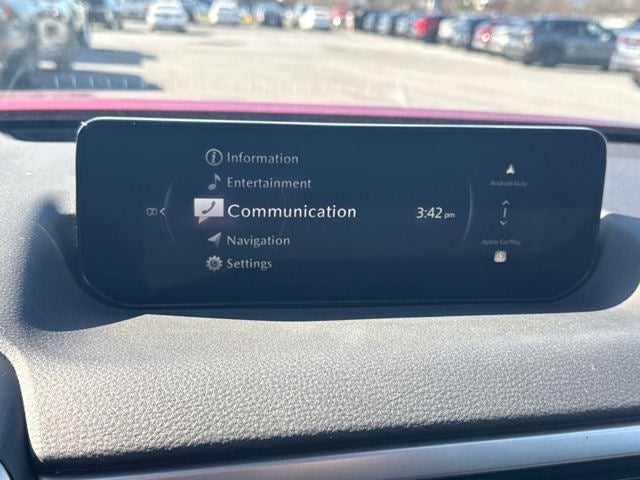 Information
Entertainment
Communication
3:42 pm
Navigation
Settings
Android Auto
Apple CarPlay